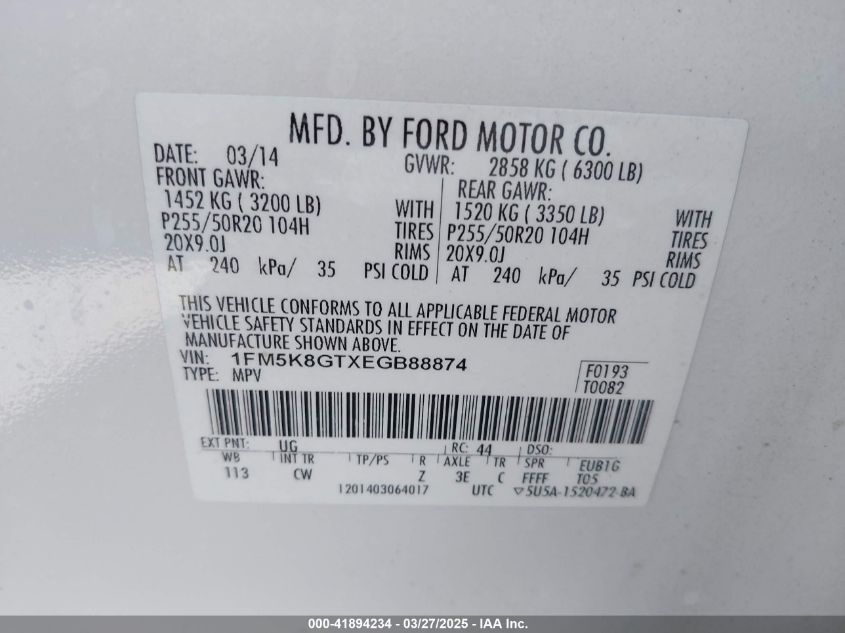 MFD. BY FORD MOTOR CO.
DATE: 03/14 GVWR: 2858 KG ( 6300 LB)
FRONT GAWR: REAR GAWR:
1452 KG ( 3200 LB) WITH 1520 KG ( 3350 LB) WITH
P255/50R20 104H TIRES P255/50R20 104H TIRES
20X9.0J RIMS 20X9.0J RIMS
AT 240 kPa/ 35 PSI COLD AT 240 kPa/ 35 PSI COLD
THIS VEHICLE CONFORMS TO ALL APPLICABLE FEDERAL MOTOR
VEHICLE SAFETY STANDARDS IN EFFECT ON THE DATE OF
MANUFACTURE SHOWN ABOVE.
VIN: 1FM5K8GTXEGB88874 F0193
TYPE: MPV T0082
EXT PNT: UG RC: 44 DSO:
WB INT TR TP/PS R AXLE TR SPR EUB1G
113 CW Z 3E C FFFF T05
1201403064017 UTC ▽5U5A-1520472-BA
000-41894234 - 03/27/2025 - IAA Inc.